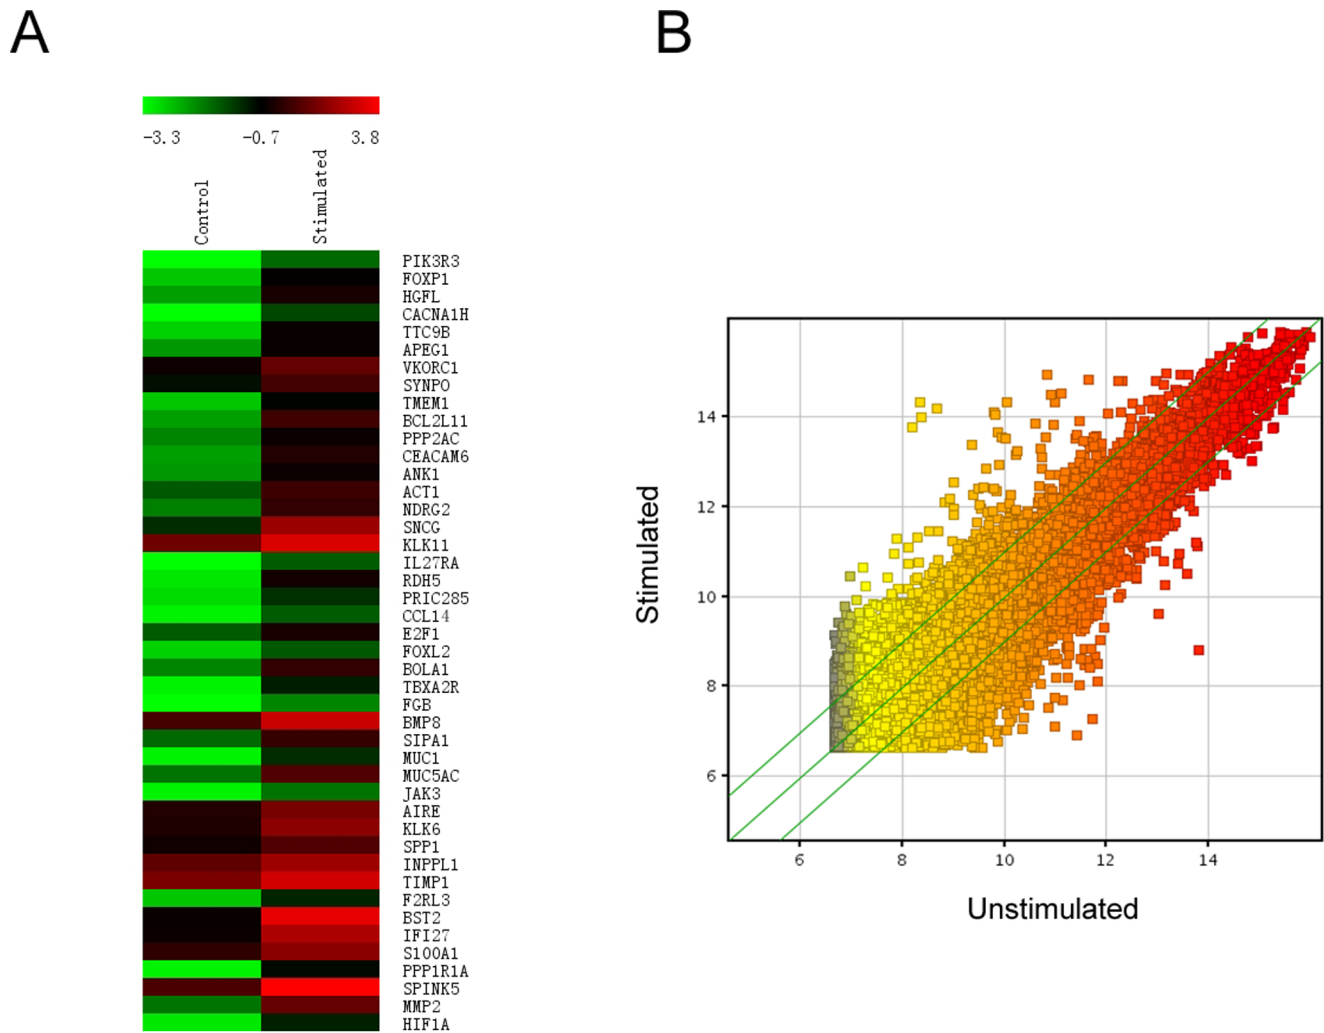 A
B
-3.3 -0.7 3.8
Control
Stimulated
PIK3R3
FOXP1
HGFL
CACNA1H
TTC9B
APEG1
VKORC1
SYNPO
TMEM1
BCL2L11
PPP2AC
CEACAM6
ANK1
ACT1
NDRG2
SNCG
KLK11
IL27RA
RDH5
PRIC285
CCL14
E2F1
FOXL2
BOLA1
TBXA2R
FGB
BMP8
SIPA1
MUC1
MUC5AC
JAK3
AIRE
KLK6
SPP1
INPPL1
TIMP1
F2RL3
BST2
IFI27
S100A1
PPP1R1A
SPINK5
MMP2
HIF1A
Stimulated
14
12
10
8
6
6 8 10 12 14
Unstimulated